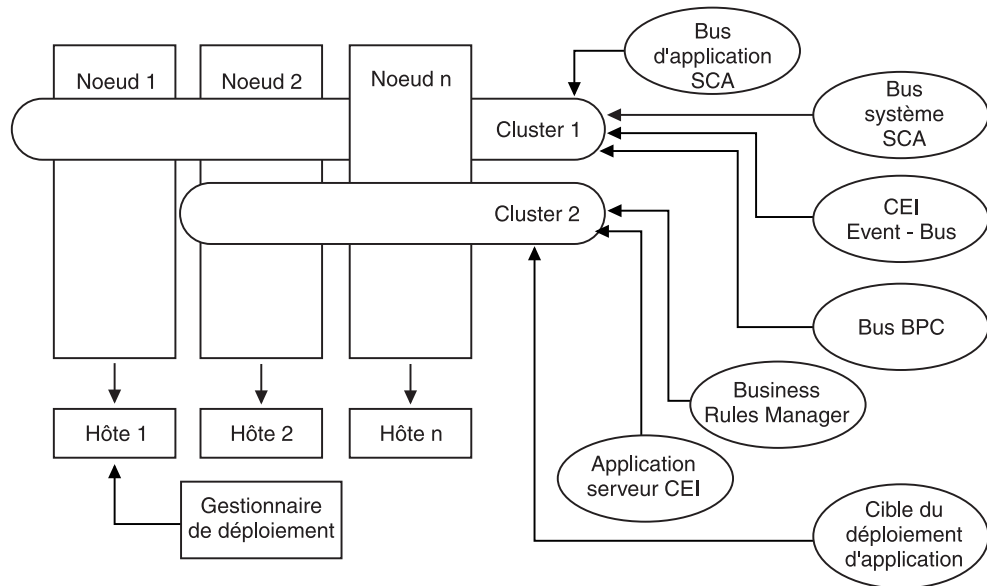 Noeud 1
Noeud 2
Noeud n
Bus
d'application
SCA
Bus
système
SCA
Cluster 1
Cluster 2
CEI
Event - Bus
Bus BPC
Business
Rules Manager
Hôte 1
Hôte 2
Hôte n
Application
serveur CEI
Gestionnaire
de déploiement
Cible du
déploiement
d'application